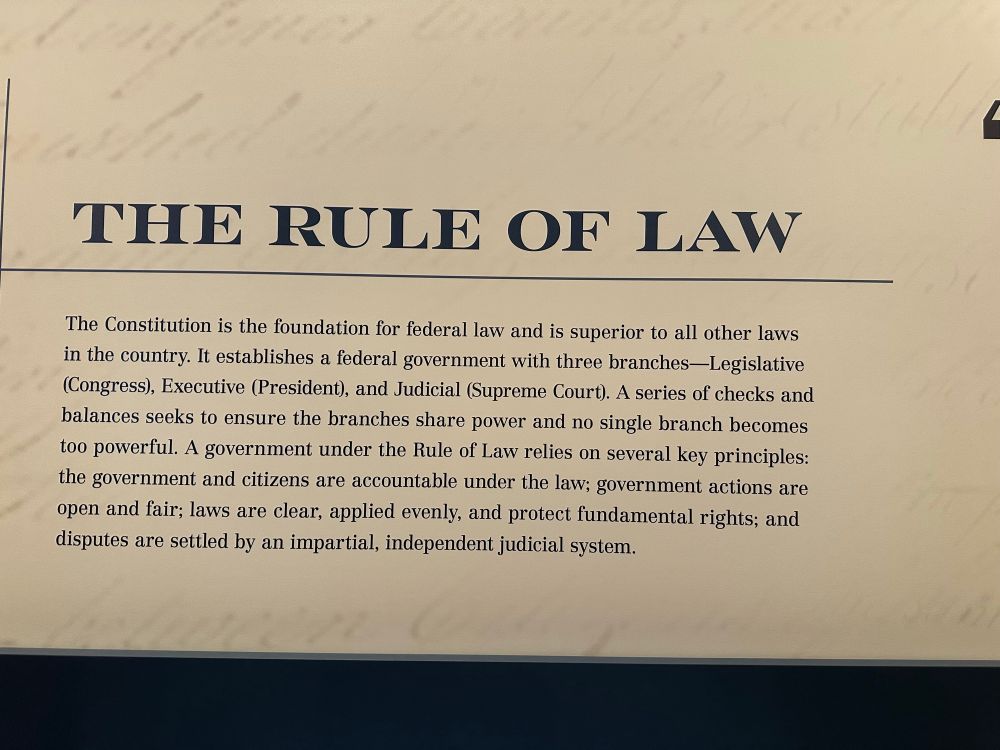 THE RULE OF LAW
The Constitution is the foundation for federal law and is superior to all other laws
in the country. It establishes a federal government with three branches—Legislative
(Congress), Executive (President), and Judicial (Supreme Court). A series of checks and
balances seeks to ensure the branches share power and no single branch becomes
too powerful. A government under the Rule of Law relies on several key principles:
the government and citizens are accountable under the law; government actions are
open and fair; laws are clear, applied evenly, and protect fundamental rights; and
disputes are settled by an impartial, independent judicial system.